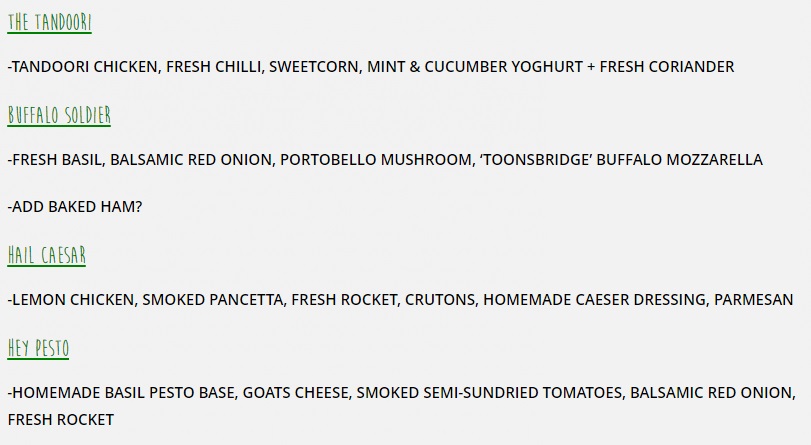 THE TANDOORI
-TANDOORI CHICKEN, FRESH CHILLI, SWEETCORN, MINT & CUCUMBER YOGHURT + FRESH CORIANDER
BUFFALO SOLDIER
-FRESH BASIL, BALSAMIC RED ONION, PORTOBELLO MUSHROOM, ‘TOONSBRIDGE’ BUFFALO MOZZARELLA
-ADD BAKED HAM?
HAIL CAESAR
-LEMON CHICKEN, SMOKED PANCETTA, FRESH ROCKET, CRUTONS, HOMEMADE CAESER DRESSING, PARMESAN
HEY PESTO
-HOMEMADE BASIL PESTO BASE, GOATS CHEESE, SMOKED SEMI-SUNDRIED TOMATOES, BALSAMIC RED ONION,
FRESH ROCKET